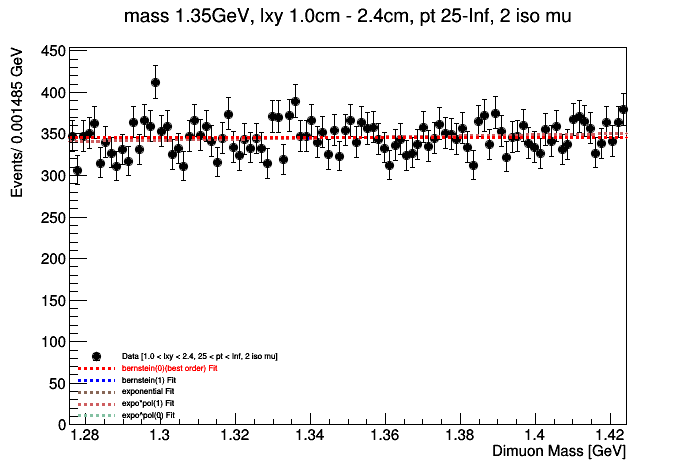 mass 1.35GeV, lxy 1.0cm - 2.4cm, pt 25-Inf, 2 iso mu
Events/ 0.001485 GeV
450
400
350
300
250
200
150
100
50
0
Data [1.0 < lxy < 2.4, 25 < pt < Inf, 2 iso mu]
bernstein(0)(best order) Fit
bernstein(1) Fit
exponential Fit
expo*pol(1) Fit
expo^pol(0) Fit
1.28 1.3 1.32 1.34 1.36 1.38 1.4 1.42
Dimuon Mass [GeV]